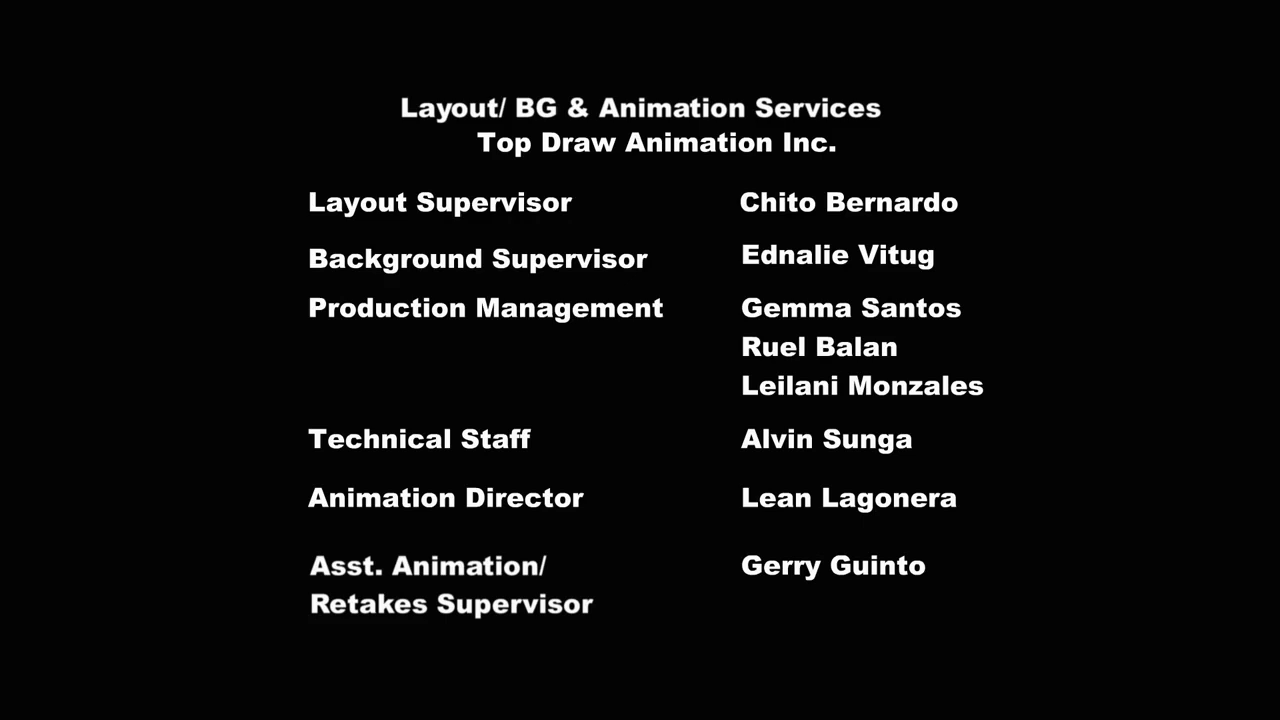 Layout/ BG & Animation Services
Top Draw Animation Inc.
Layout Supervisor Chito Bernardo
Background Supervisor Ednalie Vitug
Production Management Gemma Santos
Ruel Balan
Leilani Monzales
Technical Staff Alvin Sunga
Animation Director Lean Lagonera
Asst. Animation/ Gerry Guinto
Retakes Supervisor